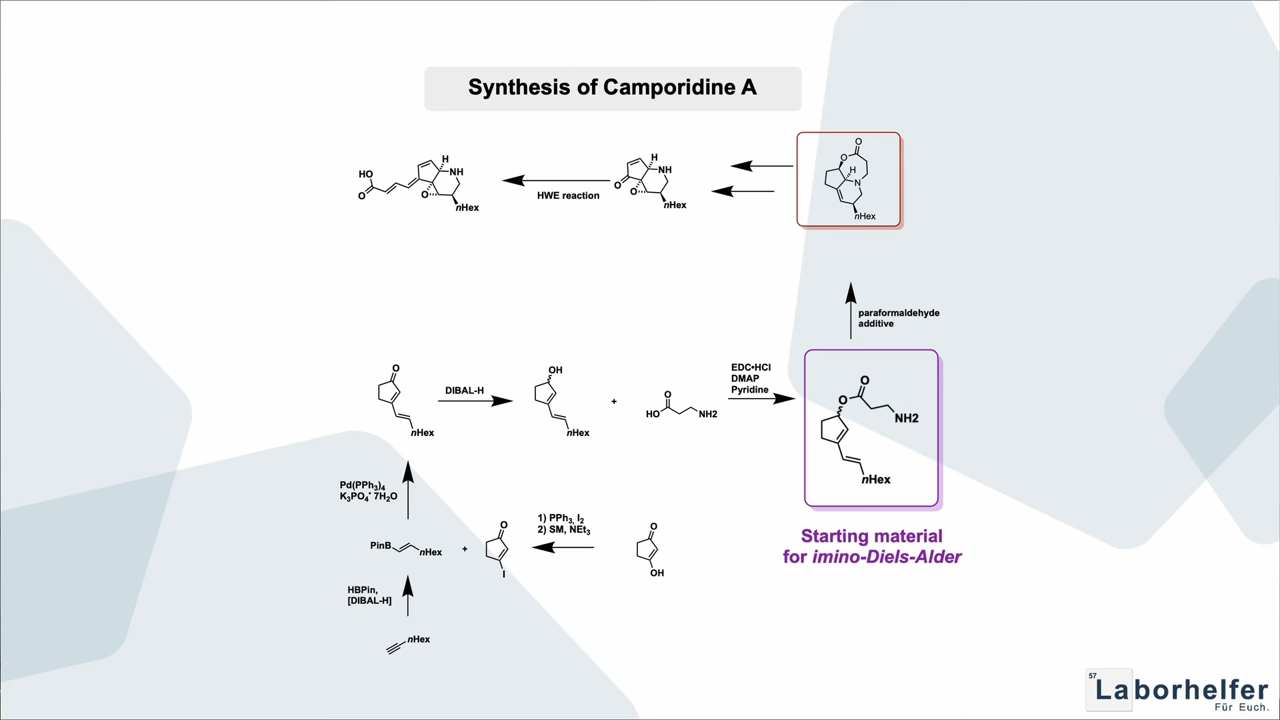 Synthesis of Camporidine A
HO
O
O
H
NH
nHex
HWE reaction
O
O
H
NH
nHex
O
O
H
N
nHex
paraformaldehyde
additive
O
nHex
DIBAL-H
OH
nHex
+
O
HO
NH2
EDC•HCl
DMAP
Pyridine
O
O
NH2
nHex
Starting material
for imino-Diels-Alder
Pd(PPh3)4
K3PO4• 7H2O
PinB
nHex
+
O
I
1) PPh3, I2
2) SM, NEt3
O
OH
HBPin,
[DIBAL-H]
nHex
57
Laborhelfer
Für Euch.